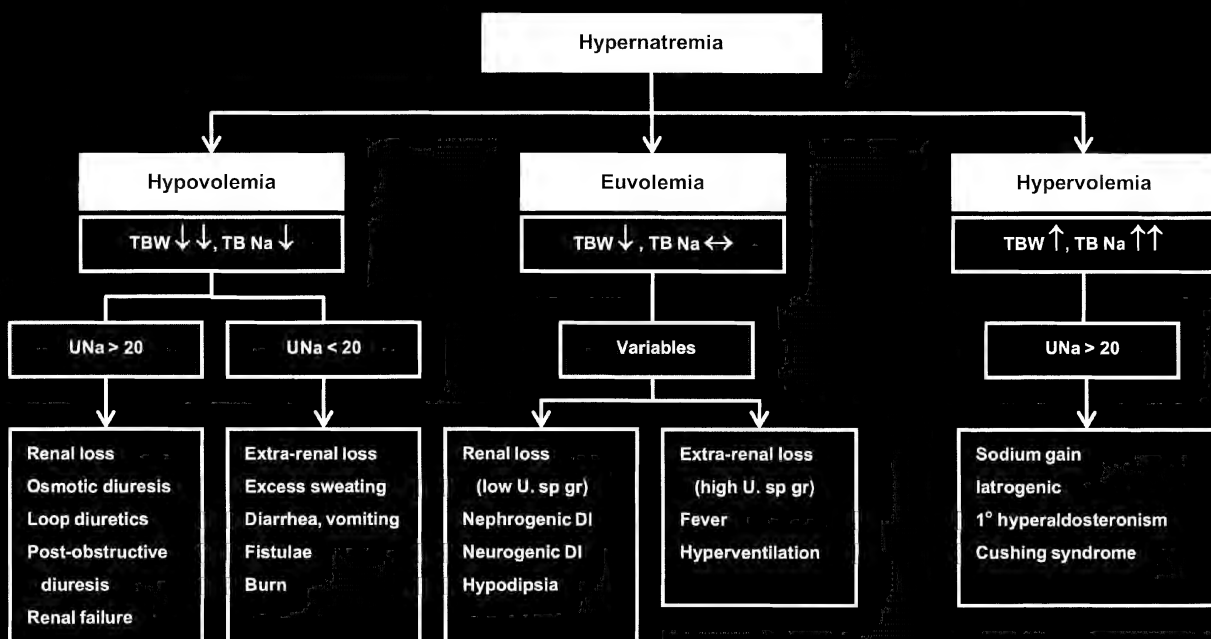 Hypernatremia
Hypovolemia
Euvolemia
Hypervolemia
TBW ↓ ↓, TB Na ↓
TBW ↓, TB Na ↔
TBW ↑, TB Na ↑↑
UNa > 20
UNa < 20
Variables
UNa > 20
Renal loss
Osmotic diuresis
Loop diuretics
Post-obstructive
diuresis
Renal failure
Extra-renal loss
Excess sweating
Diarrhea, vomiting
Fistulae
Burn
Renal loss
(low U. sp gr)
Nephrogenic DI
Neurogenic DI
Hypodipsia
Extra-renal loss
(high U. sp gr)
Fever
Hyperventilation
Sodium gain
Iatrogenic
1° hyperaldosteronism
Cushing syndrome